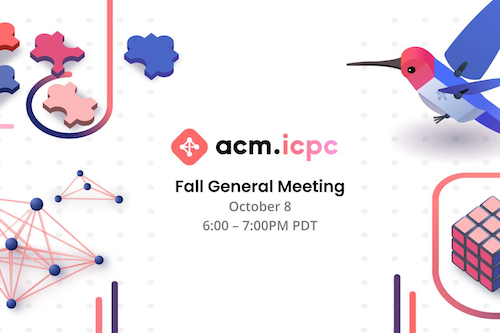 acm.icpc
Fall General Meeting
October 8
6:00 – 7:00PM PDT